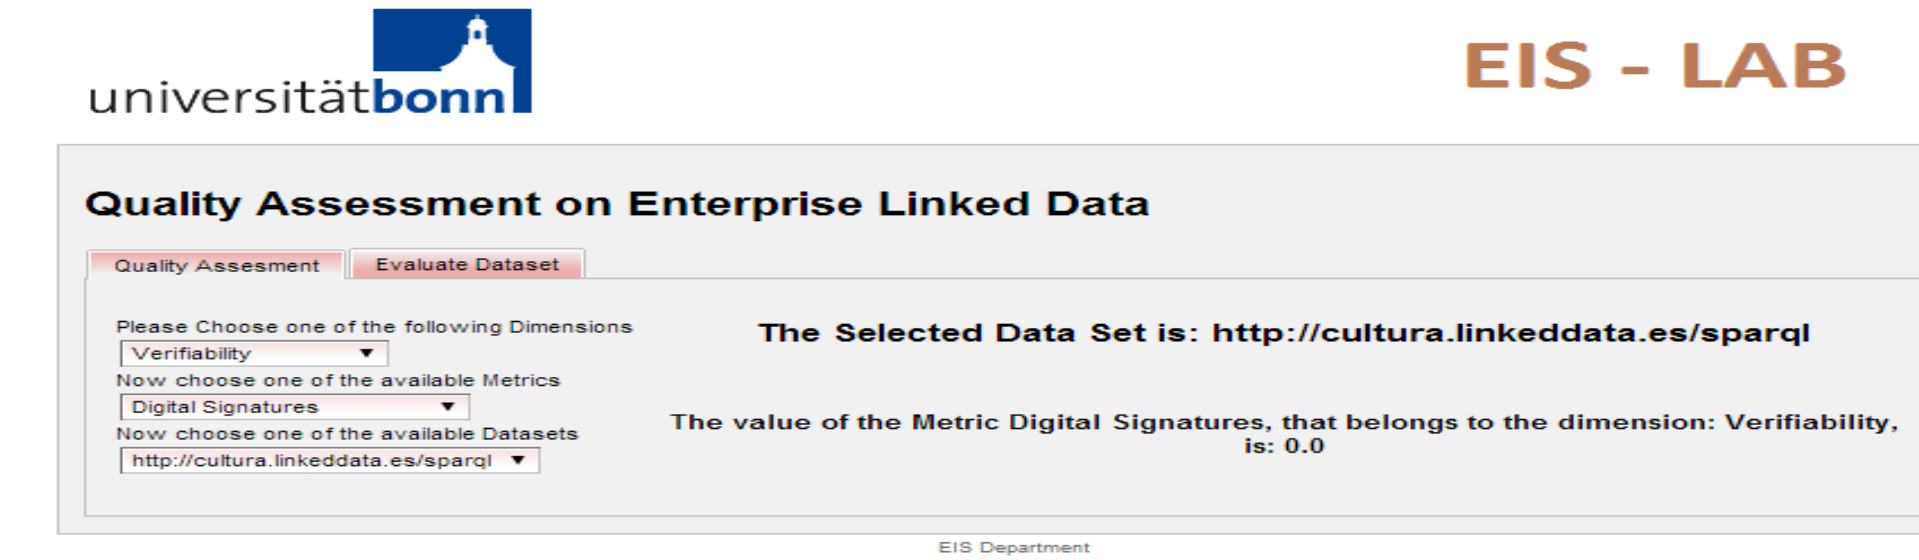 universitätbonn
EIS - LAB
Quality Assessment on Enterprise Linked Data
Quality Assesment
Evaluate Dataset
Please Choose one of the following Dimensions
Verifiability
Now choose one of the available Metrics
Digital Signatures
Now choose one of the available Datasets
http://cultura.linkeddata.es/sparql
The Selected Data Set is: http://cultura.linkeddata.es/sparql
The value of the Metric Digital Signatures, that belongs to the dimension: Verifiability,
is: 0.0
EIS Department